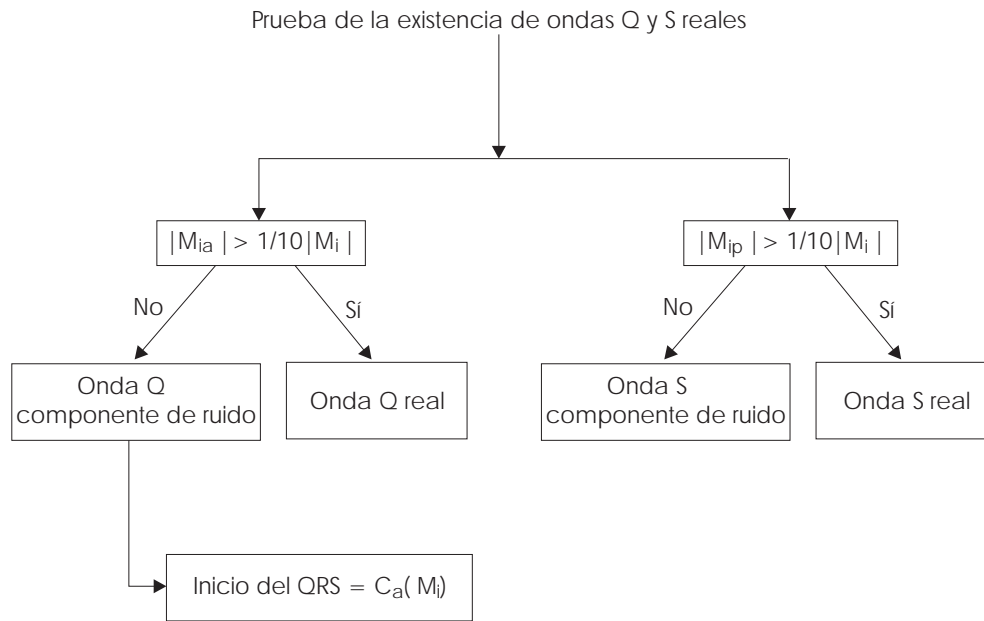 Prueba de la existencia de ondas Q y S reales
|Mia | > 1/10|Mi |
|Mip | > 1/10|Mi |
No
Sí
No
Sí
Onda Q
componente de ruido
Onda Q real
Onda S
componente de ruido
Onda S real
Inicio del QRS = Ca( Mi)